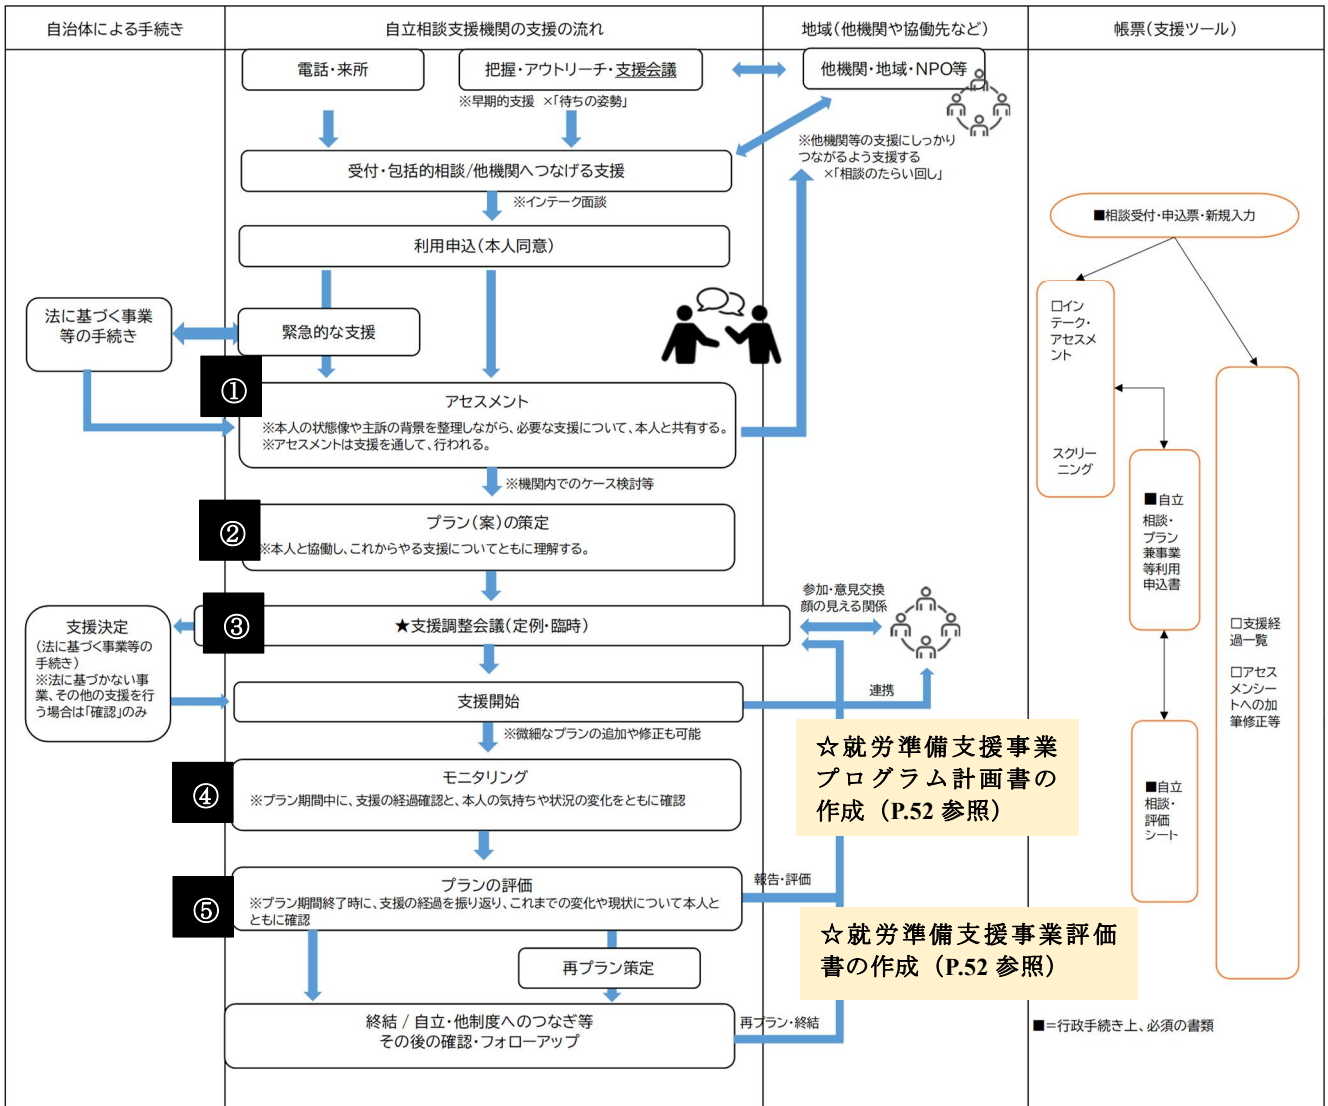 自治体による手続き
自立相談支援機関の支援の流れ
地域（他機関や協働先など）
帳票（支援ツール）
電話・来所
把握・アウトリーチ・支援会議
※早期的支援　×「待ちの姿勢」
他機関・地域・NPO等
※他機関等の支援にしっかり
つながるよう支援する
×「相談のたらい回し」
受付・包括的相談/他機関へつなげる支援
※インテーク面談
利用申込（本人同意）
法に基づく事業
等の手続き
緊急的な支援
①
アセスメント
※本人の状態像や主訴の背景を整理しながら、必要な支援について、本人と共有する。
※アセスメントは支援を通して、行われる。
※機関内でのケース検討等
②
プラン（案）の策定
※本人と協働し、これからやる支援についてともに理解する。
③
★支援調整会議（定例・臨時）
参加・意見交換
顔の見える関係
支援決定
（法に基づく事業等の
手続き）
※法に基づかない事
業、その他の支援を行
う場合は「確認」のみ
支援開始
連携
※微細なプランの追加や修正も可能
④
モニタリング
※プラン期間中に、支援の経過確認と、本人の気持ちや状況の変化をともに確認
☆就労準備支援事業
プログラム計画書の
作成（P.52 参照）
⑤
プランの評価
※プラン期間終了時に、支援の経過を振り返り、これまでの変化や現状について本人と
ともに確認
報告・評価
☆就労準備支援事業評価
書の作成（P.52 参照）
再プラン策定
終結 / 自立・他制度へのつなぎ等
その後の確認・フォローアップ
再プラン・終結
■相談受付・申込票・新規入力
□イン
テーク・
アセスメ
ント
スクリー
ニング
■自立
相談・
プラン
兼事業
等利用
申込書
■自立
相談・
評価
シート
□支援経
過一覧
□アセス
メンシー
トへの加
筆修正等
■＝行政手続き上、必須の書類